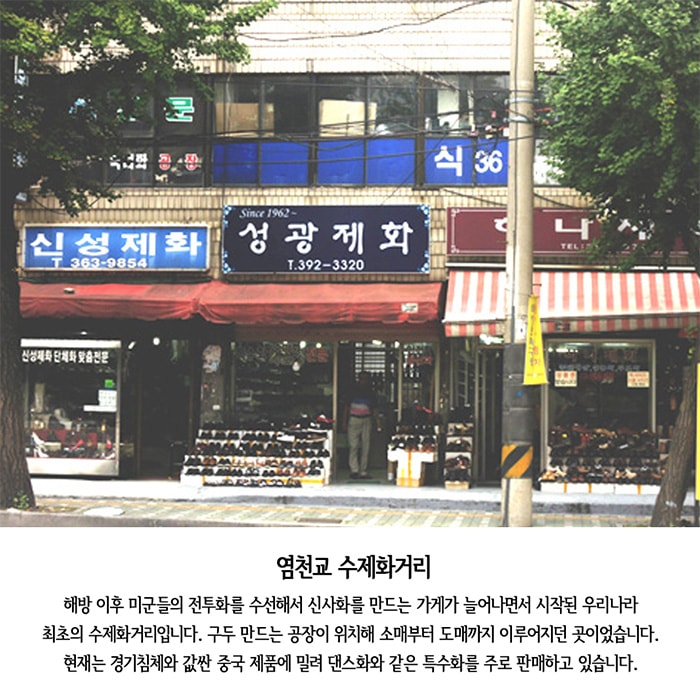 문
공장
식 36
Since 1962~
신성제화
T 363-9854
성광제화
T.392-3320
TEL:
신성제화 단체화 맞춤전문
염천교 수제화거리
해방 이후 미군들의 전투화를 수선해서 신사화를 만드는 가게가 늘어나면서 시작된 우리나라
최초의 수제화거리입니다. 구두 만드는 공장이 위치해 소매부터 도매까지 이루어지던 곳이었습니다.
현재는 경기침체와 값싼 중국 제품에 밀려 댄스화와 같은 특수화를 주로 판매하고 있습니다.